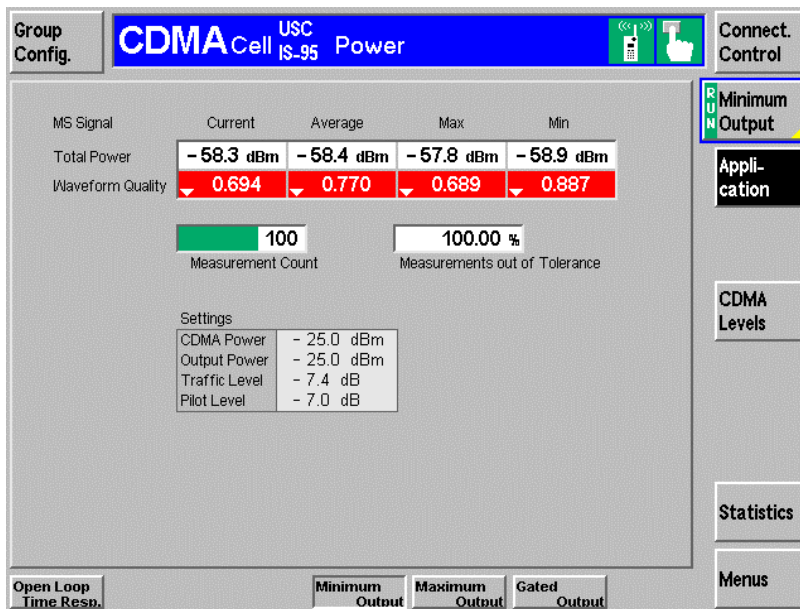 Group
Config.
CDMA Cell USC IS-95 Power
Connect.
Control
RUN
Minimum
Output
Appli-
cation
CDMA
Levels
Statistics
Menus
MS Signal Current Average Max Min
Total Power - 58.3 dBm - 58.4 dBm - 57.8 dBm - 58.9 dBm
Waveform Quality 0.694 0.770 0.689 0.887
100 100.00 %
Measurement Count Measurements out of Tolerance
Settings
CDMA Power - 25.0 dBm
Output Power - 25.0 dBm
Traffic Level - 7.4 dB
Pilot Level - 7.0 dB
Open Loop
Time Resp.
Minimum
Output
Maximum
Output
Gated
Output